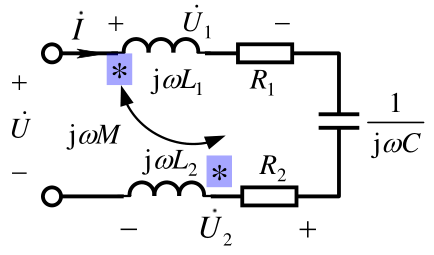 İ + U̇₁ −
* jωL₁ R₁
+
U̇ jωM 1/jωC
−
jωL₂ * R₂
− U̇₂ +